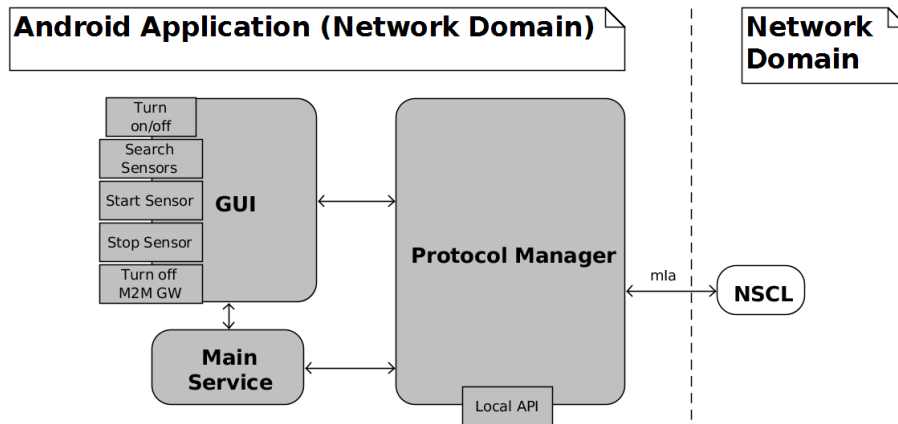 Android Application (Network Domain)
Network
Domain
Turn
on/off
Search
Sensors
Start Sensor
GUI
Stop Sensor
Turn off
M2M GW
Protocol Manager
mla
NSCL
Main
Service
Local API